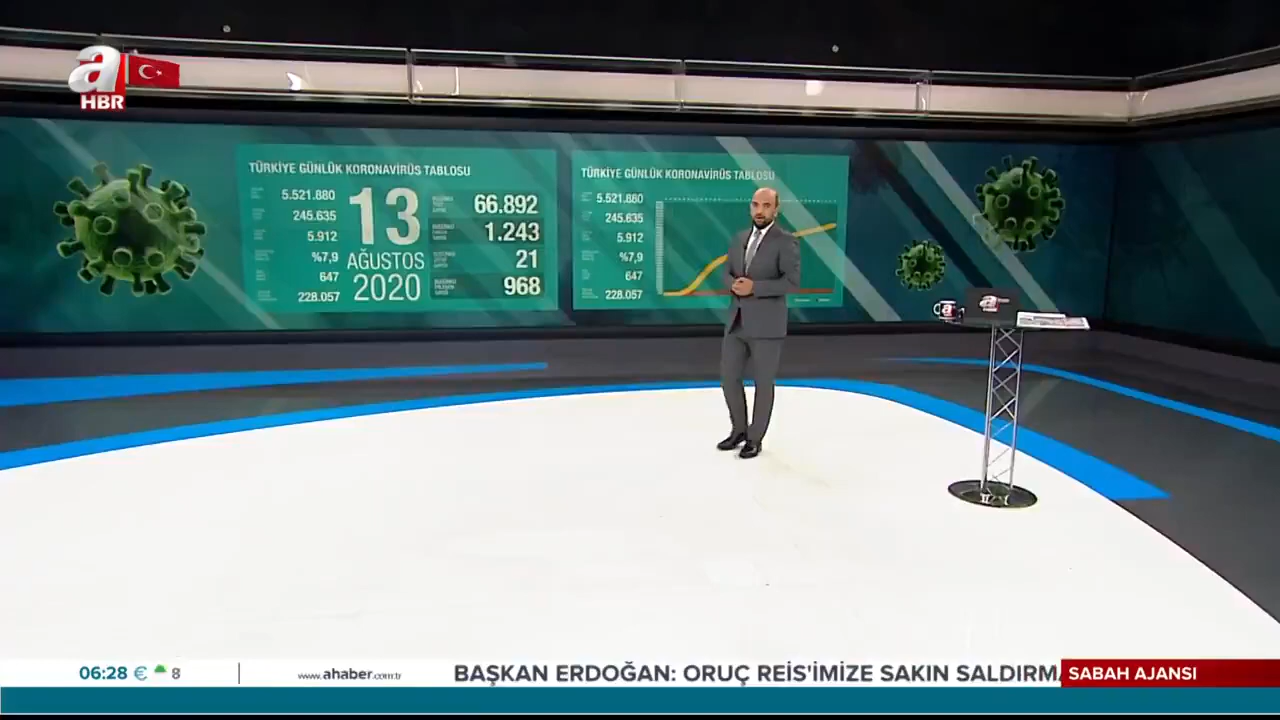 a
HBR
TÜRKİYE GÜNLÜK KORONAVİRÜS TABLOSU
5.521.880
245.635
5.912
%7,9
647
228.057
13
AĞUSTOS
2020
66.892
1.243
21
968
TÜRKİYE GÜNLÜK KORONAVİRÜS TABLOSU
5.521.880
245.635
5.912
%7,9
647
228.057
a
06:28 € 8
www.ahaber.com.tr
BAŞKAN ERDOĞAN: ORUÇ REİS'İMİZE SAKIN SALDIRMA
SABAH AJANSI